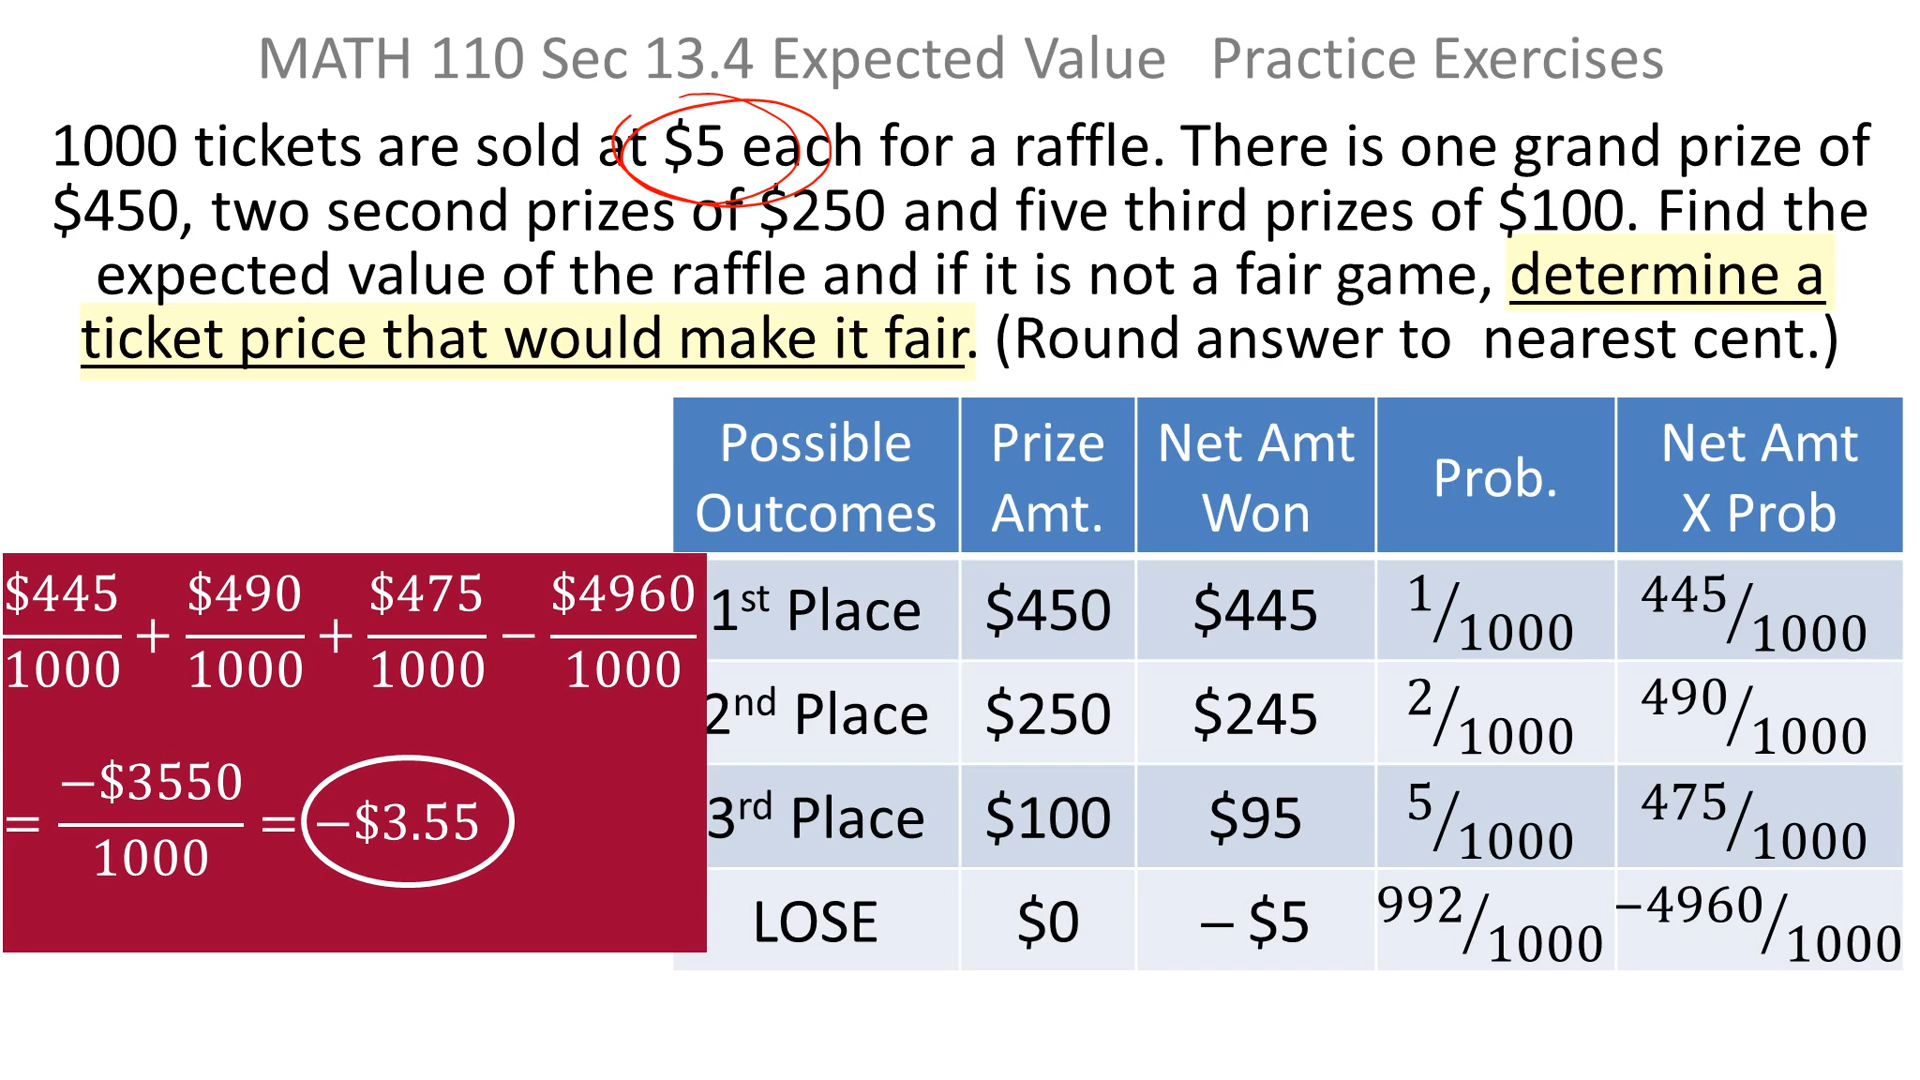 MATH 110 Sec 13.4 Expected Value Practice Exercises
1000 tickets are sold at $5 each for a raffle. There is one grand prize of
$450, two second prizes of $250 and five third prizes of $100. Find the
expected value of the raffle and if it is not a fair game, determine a
ticket price that would make it fair. (Round answer to nearest cent.)
Possible Outcomes | Prize Amt. | Net Amt Won | Prob. | Net Amt X Prob
1st Place | $450 | $445 | 1/1000 | 445/1000
2nd Place | $250 | $245 | 2/1000 | 490/1000
3rd Place | $100 | $95 | 5/1000 | 475/1000
LOSE | $0 | – $5 | 992/1000 | −4960/1000
$445/1000 + $490/1000 + $475/1000 − $4960/1000
= −$3550/1000 = −$3.55